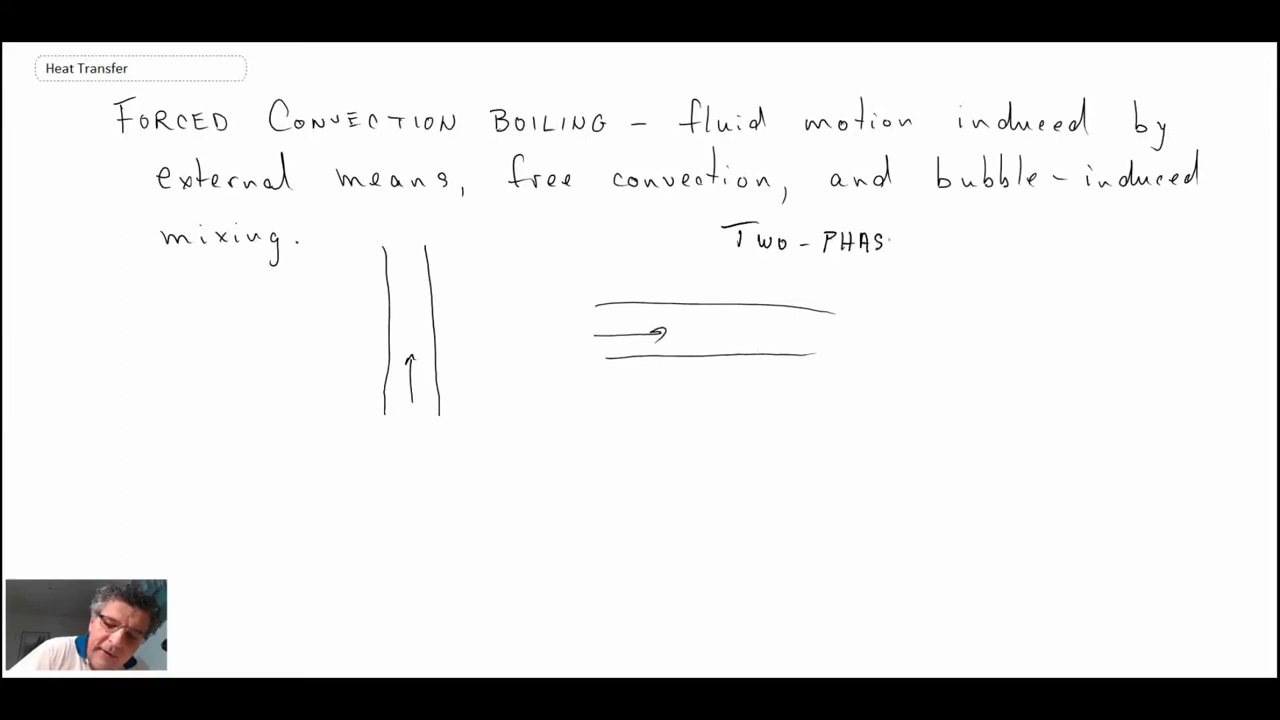 Heat Transfer
FORCED CONVECTION BOILING – fluid motion induced by
external means, free convection, and bubble-induced
mixing.
TWO-PHAS